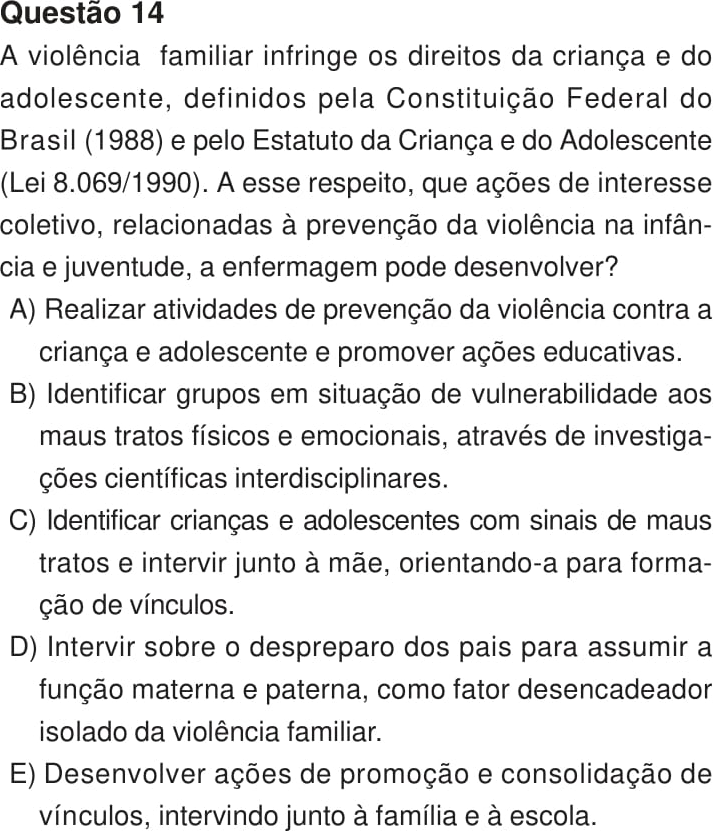 Questão 14
A violência familiar infringe os direitos da criança e do
adolescente, definidos pela Constituição Federal do
Brasil (1988) e pelo Estatuto da Criança e do Adolescente
(Lei 8.069/1990). A esse respeito, que ações de interesse
coletivo, relacionadas à prevenção da violência na infân-
cia e juventude, a enfermagem pode desenvolver?
A) Realizar atividades de prevenção da violência contra a
criança e adolescente e promover ações educativas.
B) Identificar grupos em situação de vulnerabilidade aos
maus tratos físicos e emocionais, através de investiga-
ções científicas interdisciplinares.
C) Identificar crianças e adolescentes com sinais de maus
tratos e intervir junto à mãe, orientando-a para forma-
ção de vínculos.
D) Intervir sobre o despreparo dos pais para assumir a
função materna e paterna, como fator desencadeador
isolado da violência familiar.
E) Desenvolver ações de promoção e consolidação de
vínculos, intervindo junto à família e à escola.